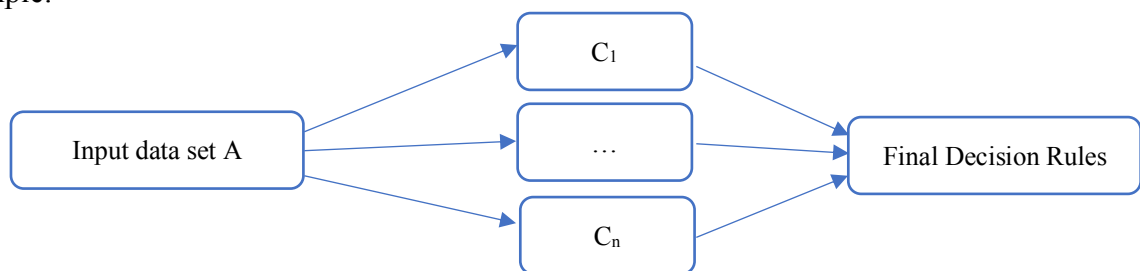 C₁
Input data set A
…
Final Decision Rules
Cₙ